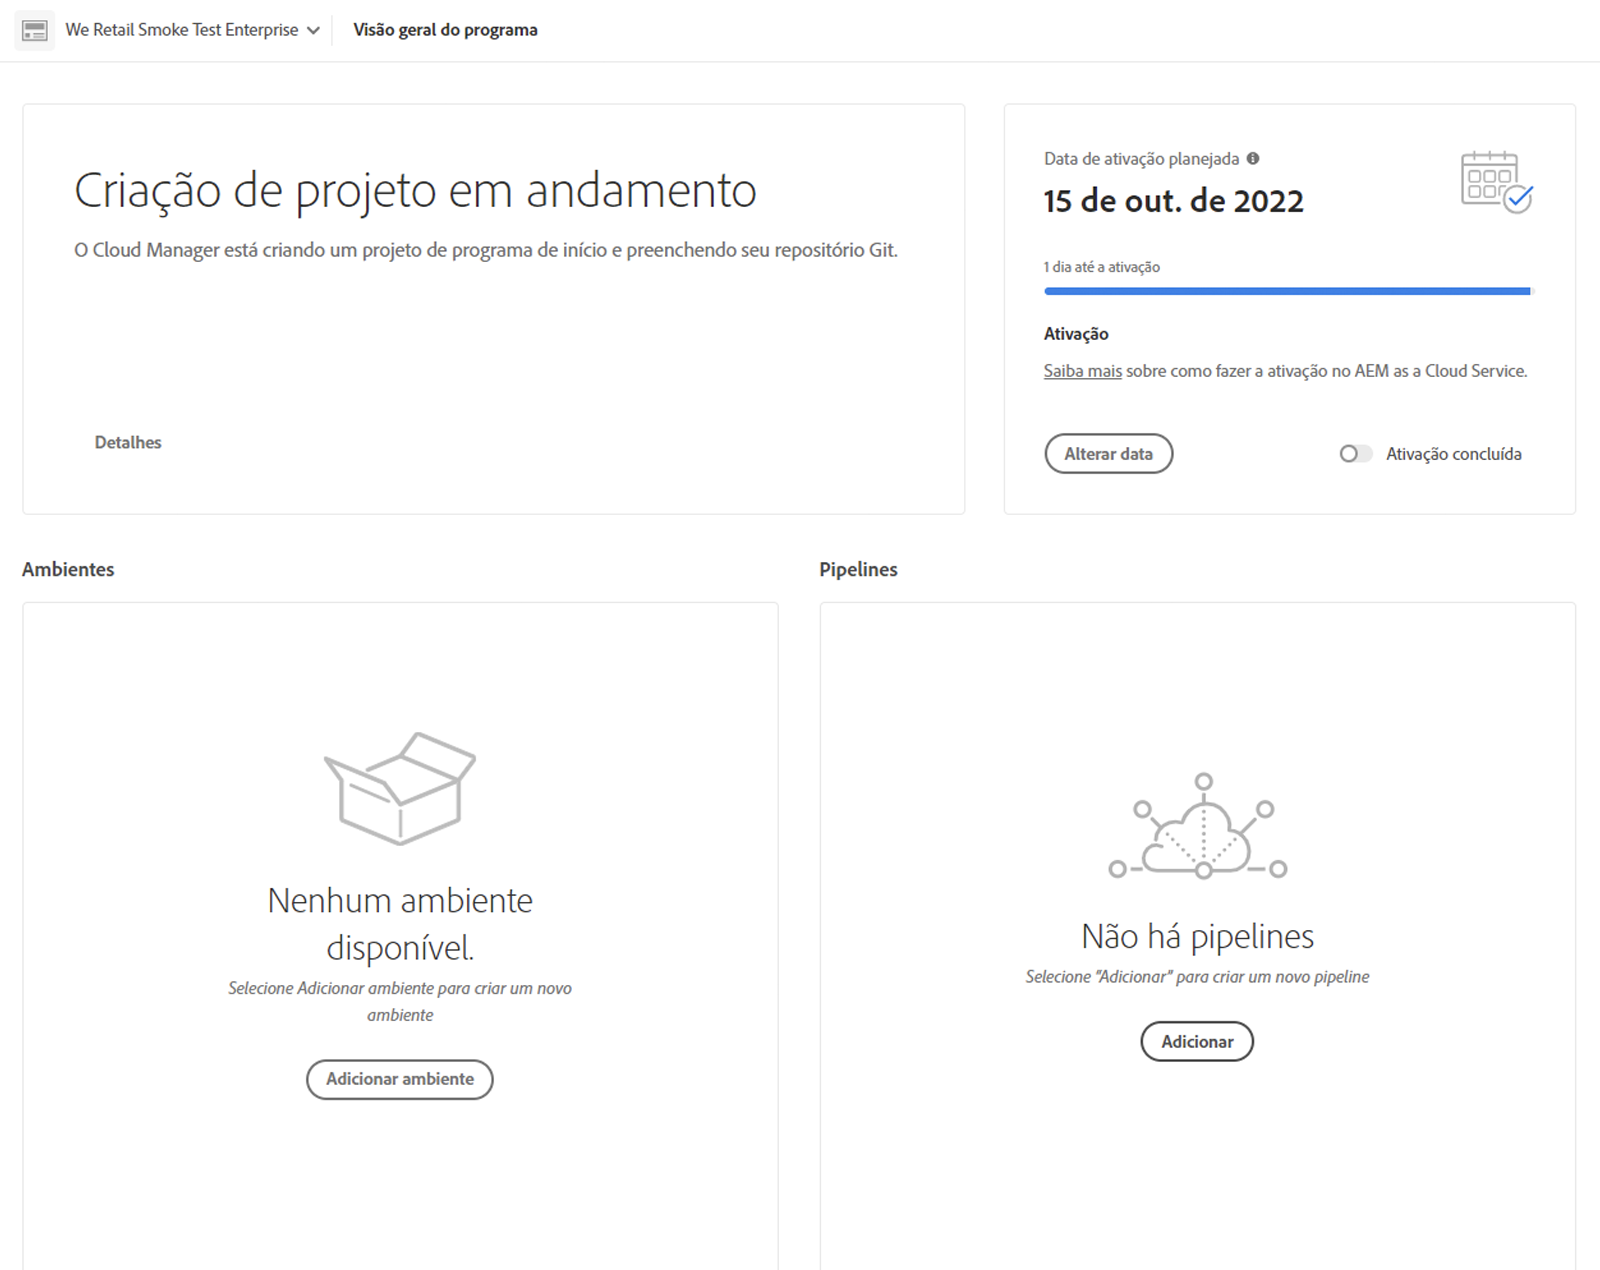 We Retail Smoke Test Enterprise
Visão geral do programa
Criação de projeto em andamento
O Cloud Manager está criando um projeto de programa de início e preenchendo seu repositório Git.
Detalhes
Data de ativação planejada
15 de out. de 2022
1 dia até a ativação
Ativação
Saiba mais sobre como fazer a ativação no AEM as a Cloud Service.
Alterar data
Ativação concluída
Ambientes
Nenhum ambiente
disponível.
Selecione Adicionar ambiente para criar um novo
ambiente
Adicionar ambiente
Pipelines
Não há pipelines
Selecione "Adicionar" para criar um novo pipeline
Adicionar